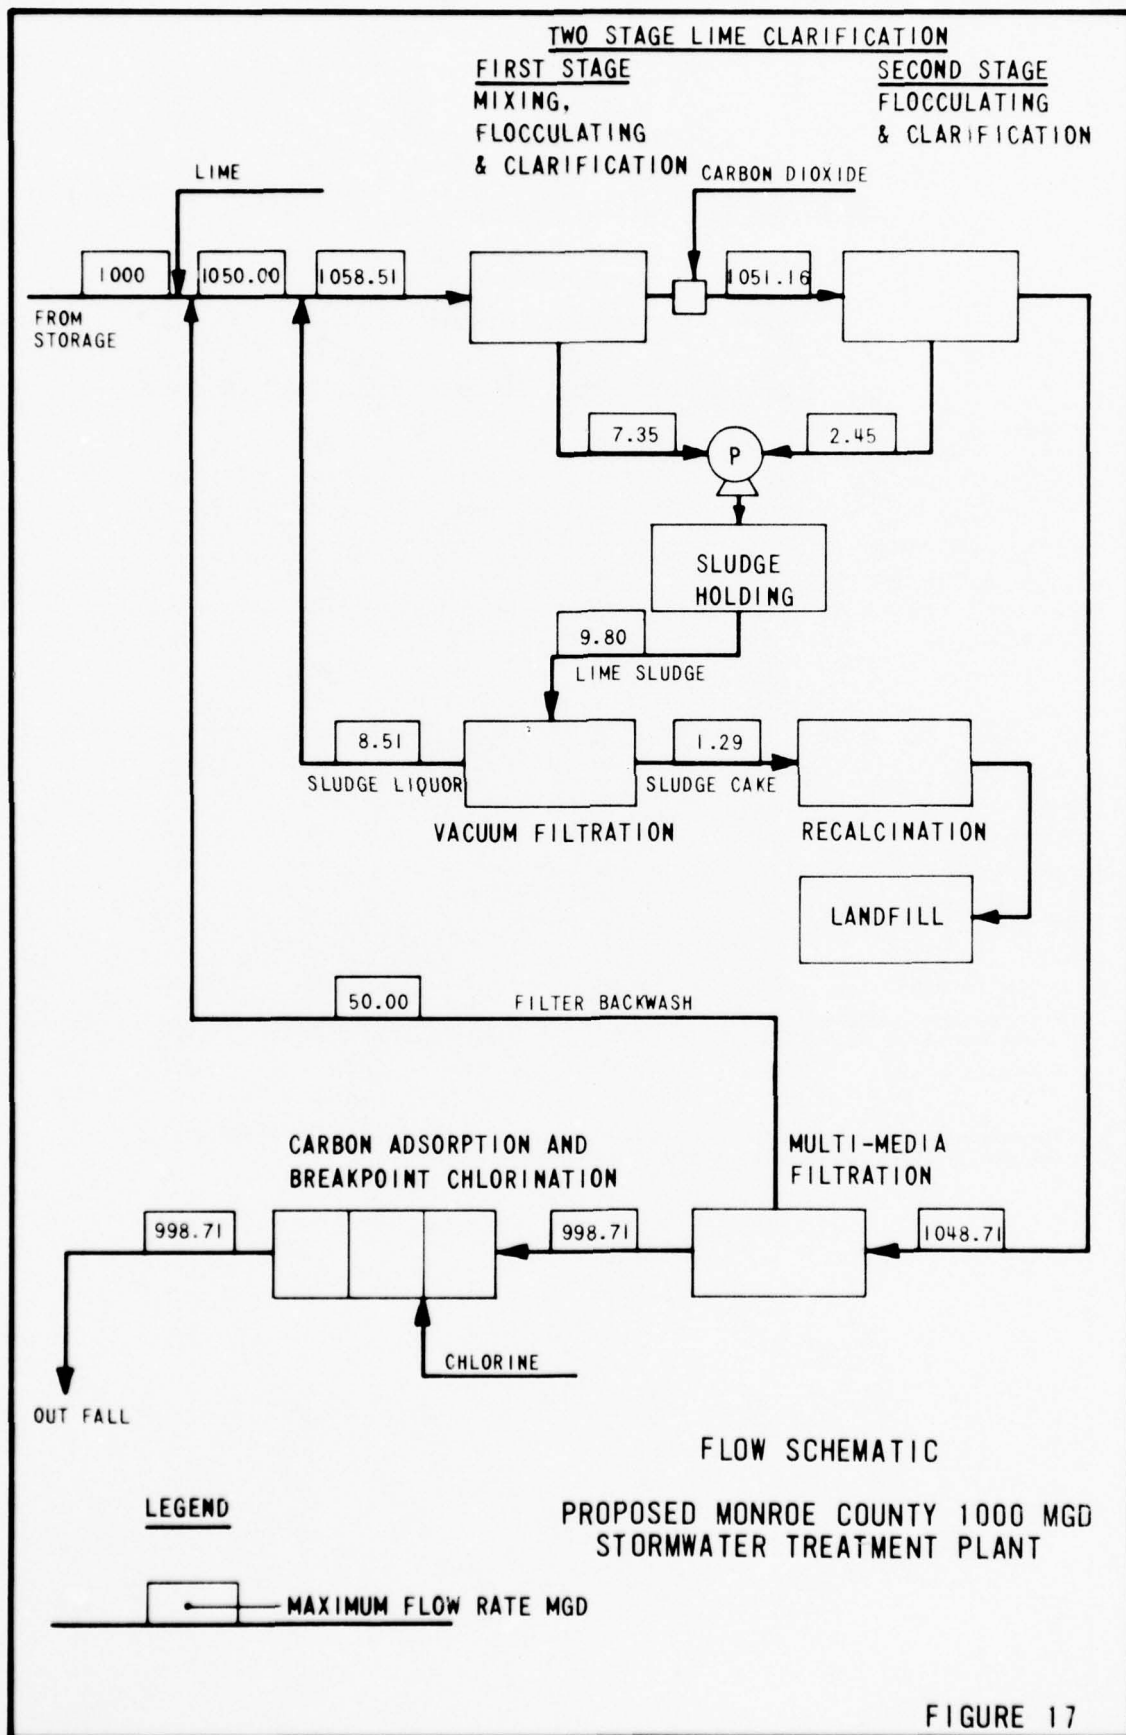 TWO STAGE LIME CLARIFICATION
FIRST STAGE
MIXING,
FLOCCULATING
& CLARIFICATION
SECOND STAGE
FLOCCULATING
& CLARIFICATION
LIME
CARBON DIOXIDE
1000
1050.00
1058.51
1051.16
FROM
STORAGE
7.35
P
2.45
SLUDGE
HOLDING
9.80
LIME SLUDGE
8.51
1.29
SLUDGE LIQUOR
SLUDGE CAKE
VACUUM FILTRATION
RECALCINATION
LANDFILL
50.00
FILTER BACKWASH
CARBON ADSORPTION AND
BREAKPOINT CHLORINATION
MULTI-MEDIA
FILTRATION
998.71
998.71
1048.71
CHLORINE
OUT FALL
FLOW SCHEMATIC
PROPOSED MONROE COUNTY 1000 MGD
STORMWATER TREATMENT PLANT
LEGEND
MAXIMUM FLOW RATE MGD
FIGURE 17